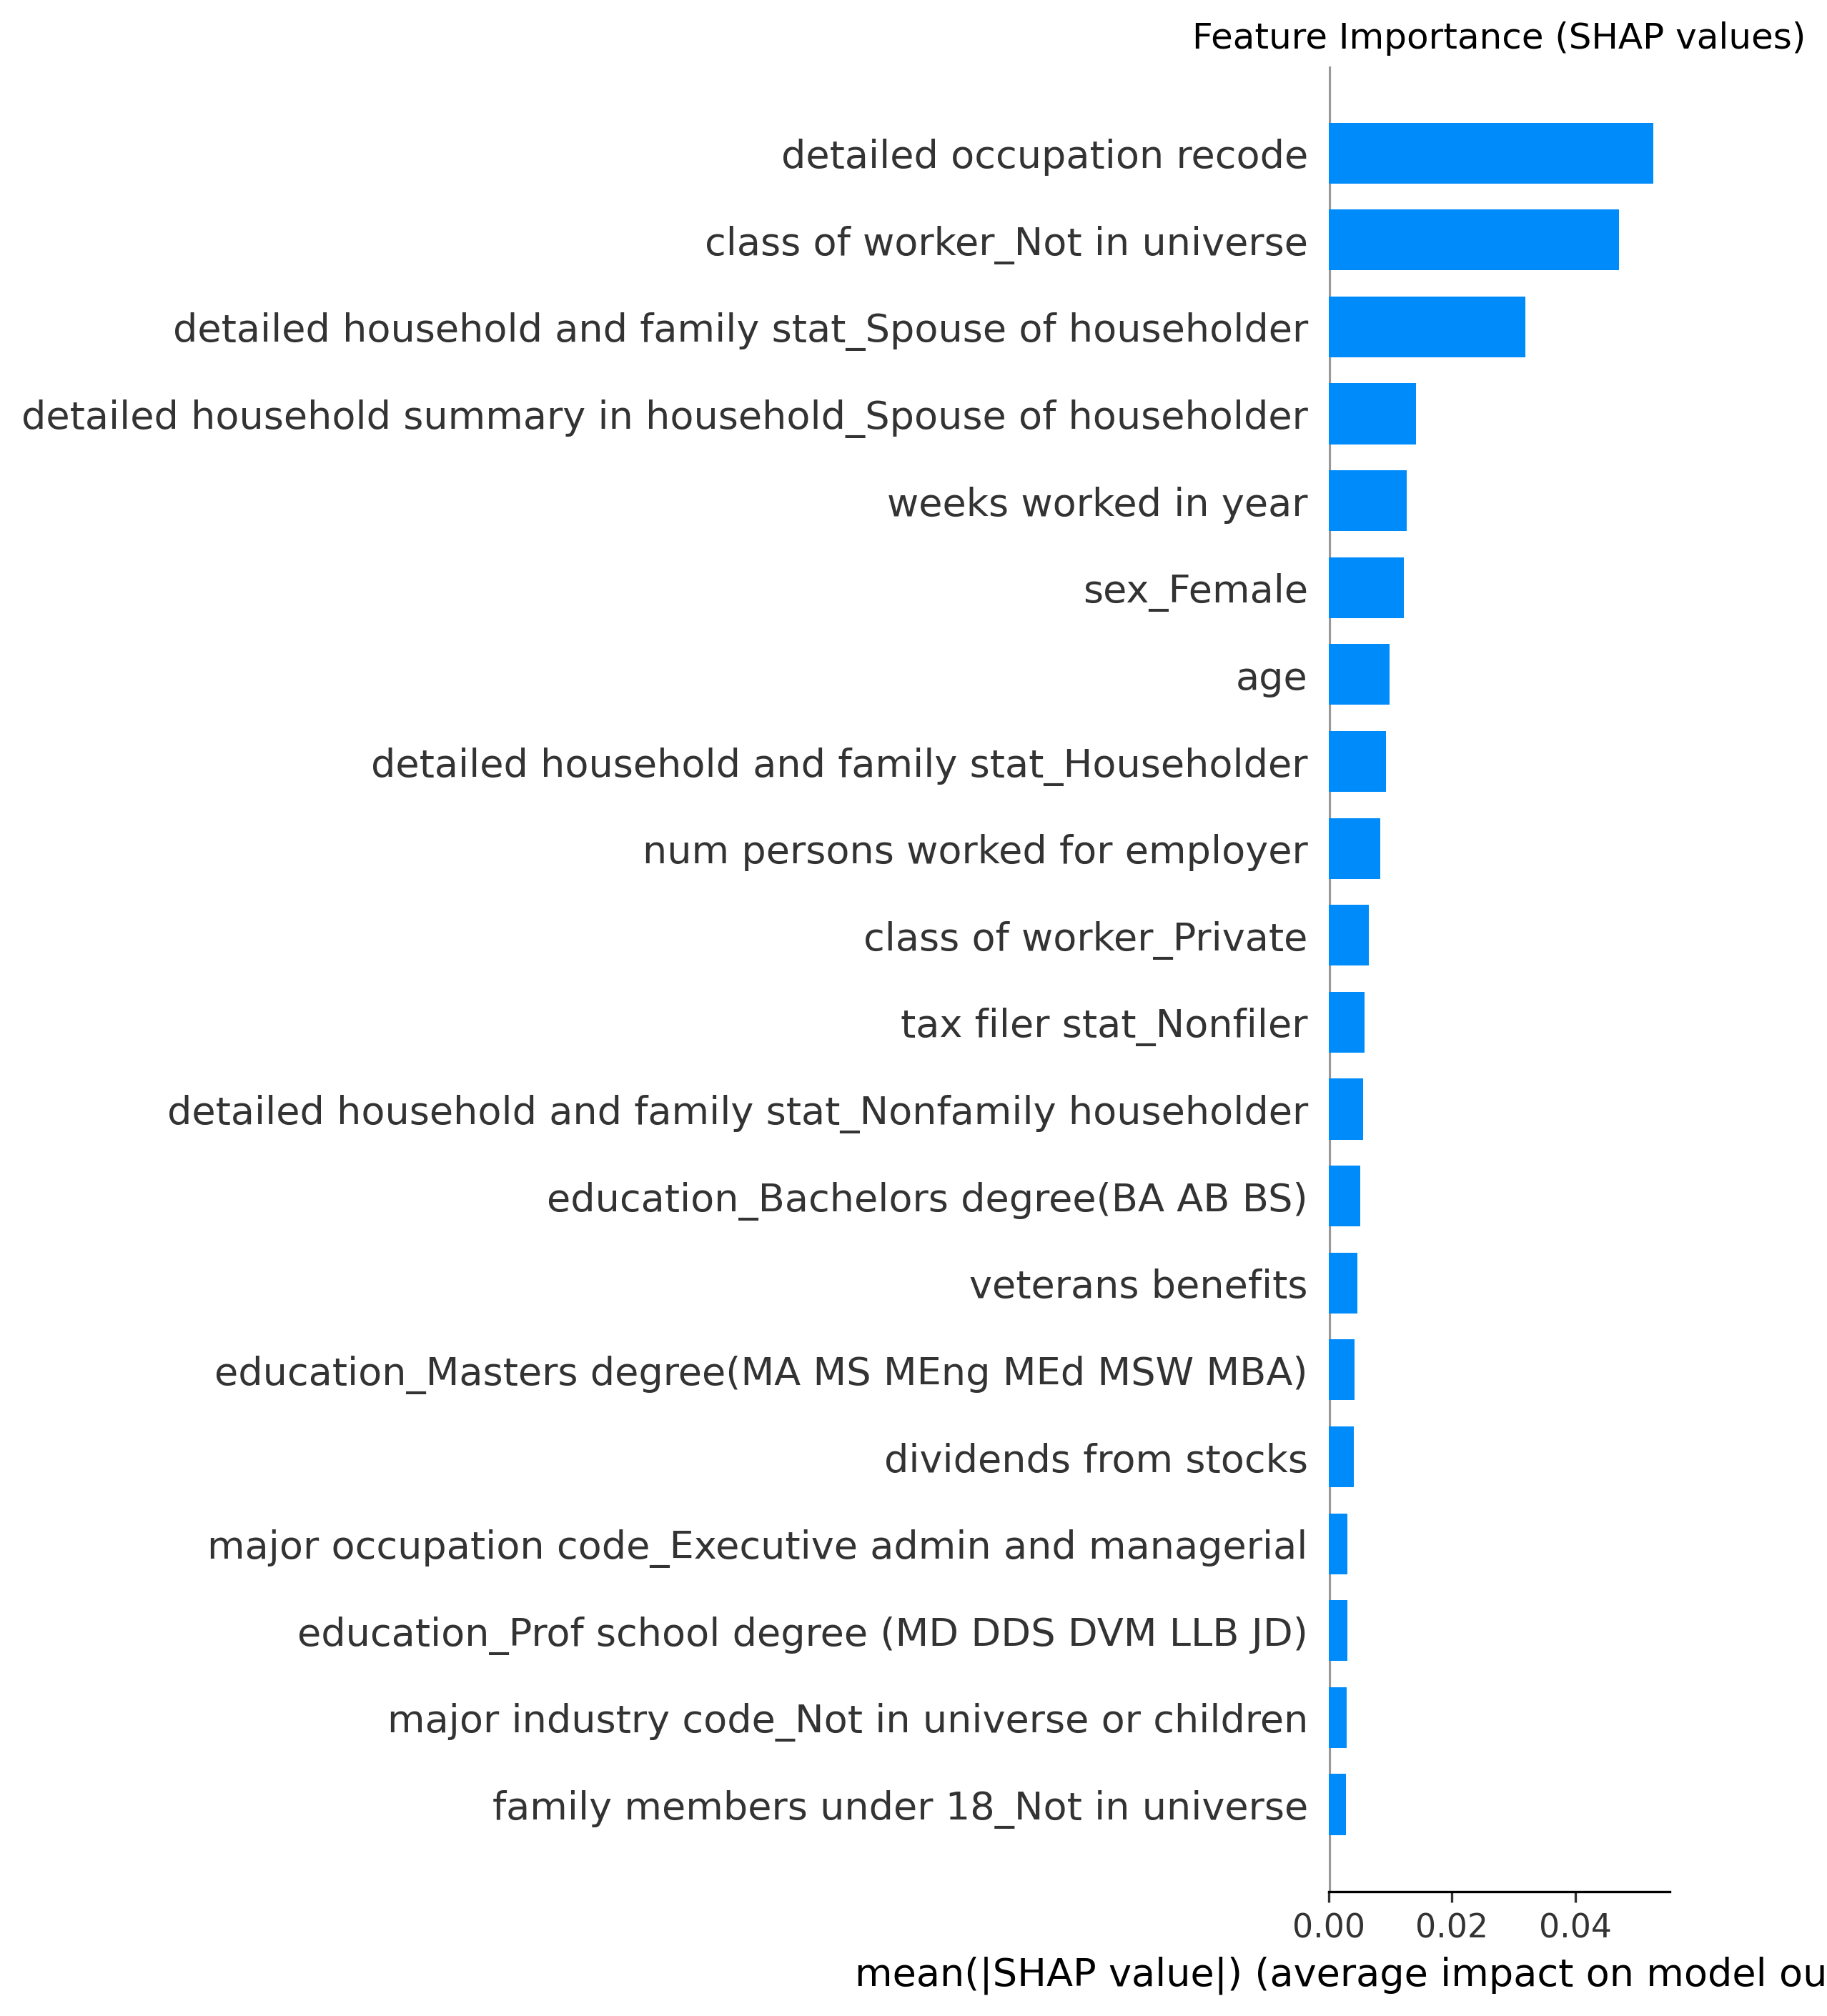 Feature Importance (SHAP values)
detailed occupation recode
class of worker_Not in universe
detailed household and family stat_Spouse of householder
detailed household summary in household_Spouse of householder
weeks worked in year
sex_Female
age
detailed household and family stat_Householder
num persons worked for employer
class of worker_Private
tax filer stat_Nonfiler
detailed household and family stat_Nonfamily householder
education_Bachelors degree(BA AB BS)
veterans benefits
education_Masters degree(MA MS MEng MEd MSW MBA)
dividends from stocks
major occupation code_Executive admin and managerial
education_Prof school degree (MD DDS DVM LLB JD)
major industry code_Not in universe or children
family members under 18_Not in universe
0.00 0.02 0.04
mean(|SHAP value|) (average impact on model ou